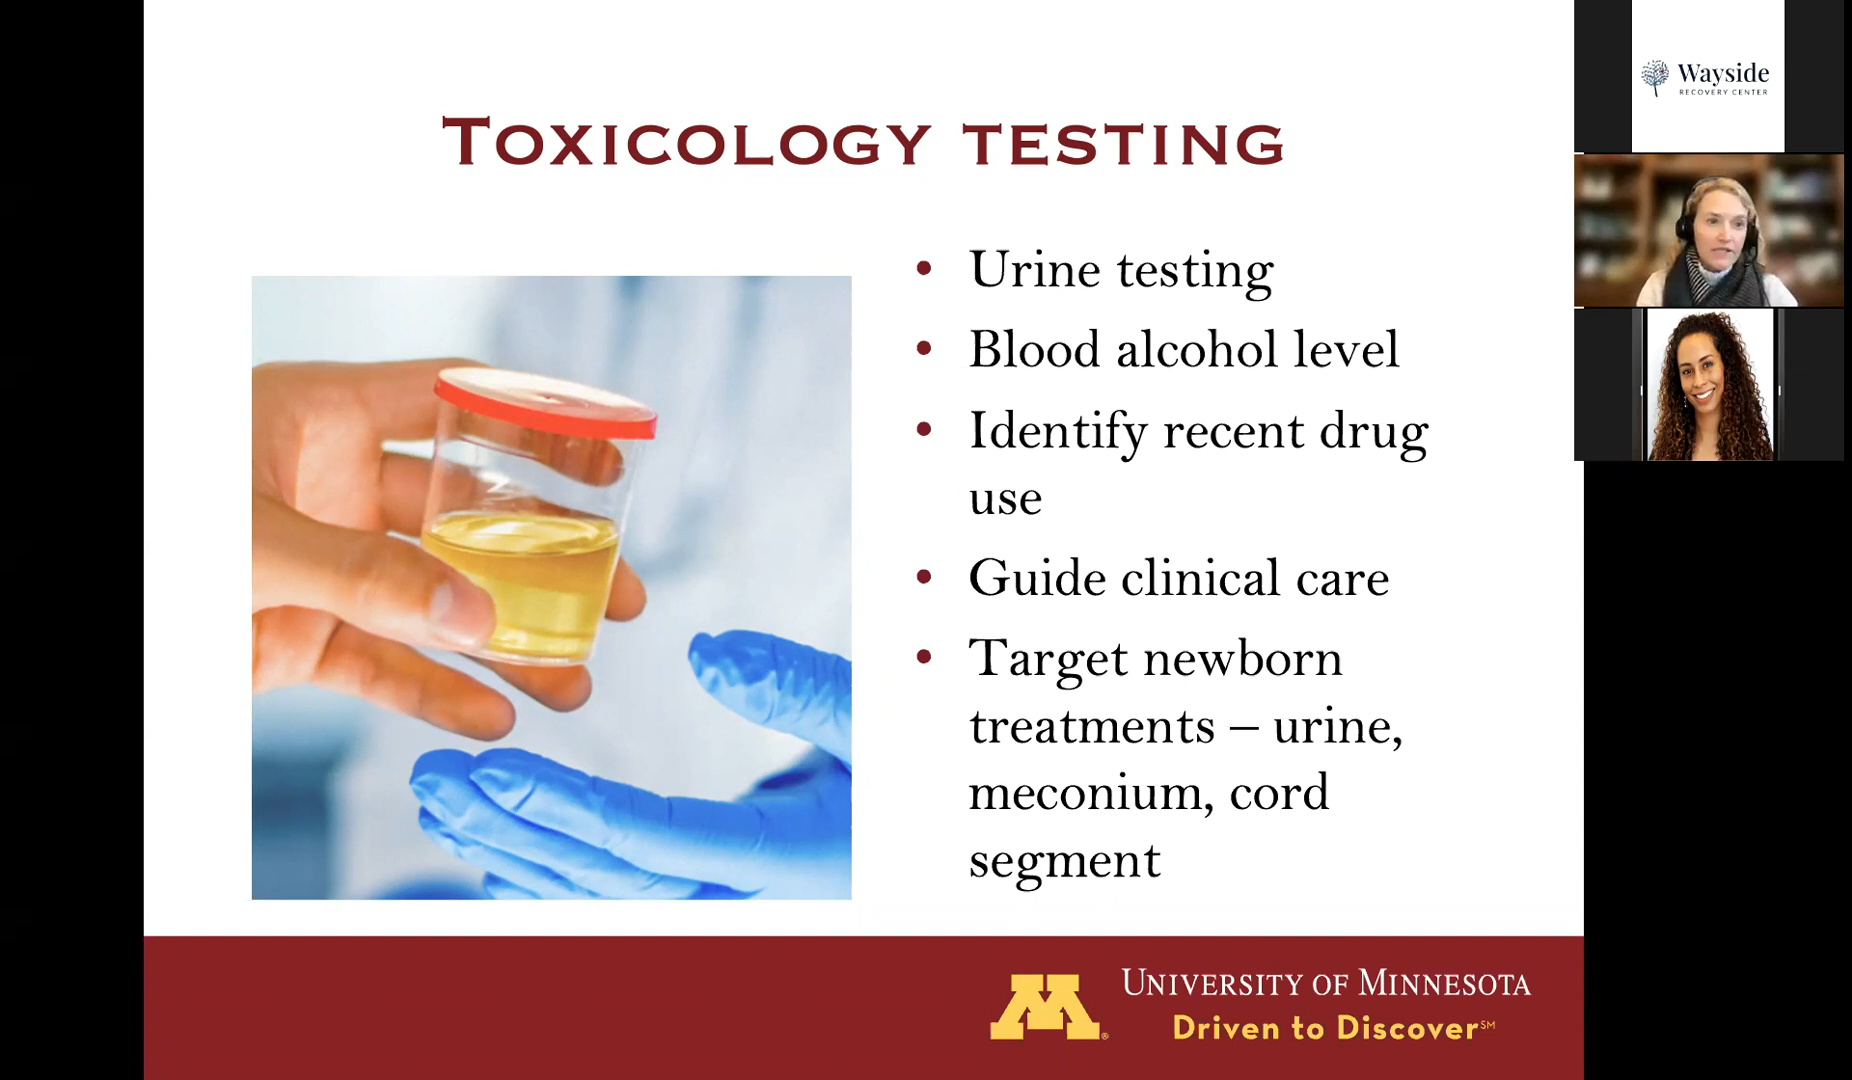 Toxicology testing
• Urine testing
• Blood alcohol level
• Identify recent drug
use
• Guide clinical care
• Target newborn
treatments – urine,
meconium, cord
segment
M®
University of Minnesota
Driven to Discover℠
Wayside
RECOVERY CENTER